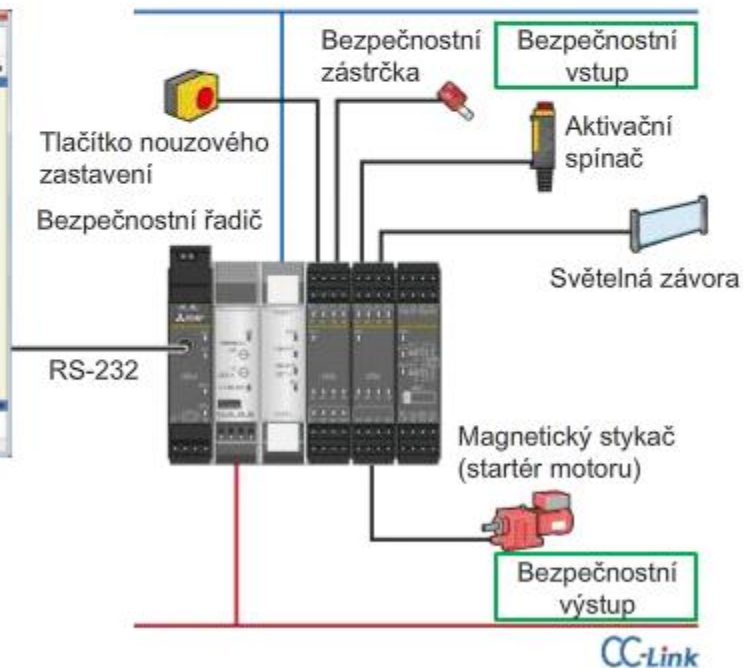 Bezpečnostní
zástrčka
Bezpečnostní
vstup
Tlačítko nouzového
zastavení
Aktivační
spínač
Bezpečnostní řadič
Světelná závora
RS-232
Magnetický stykač
(startér motoru)
Bezpečnostní
výstup
CC-Link